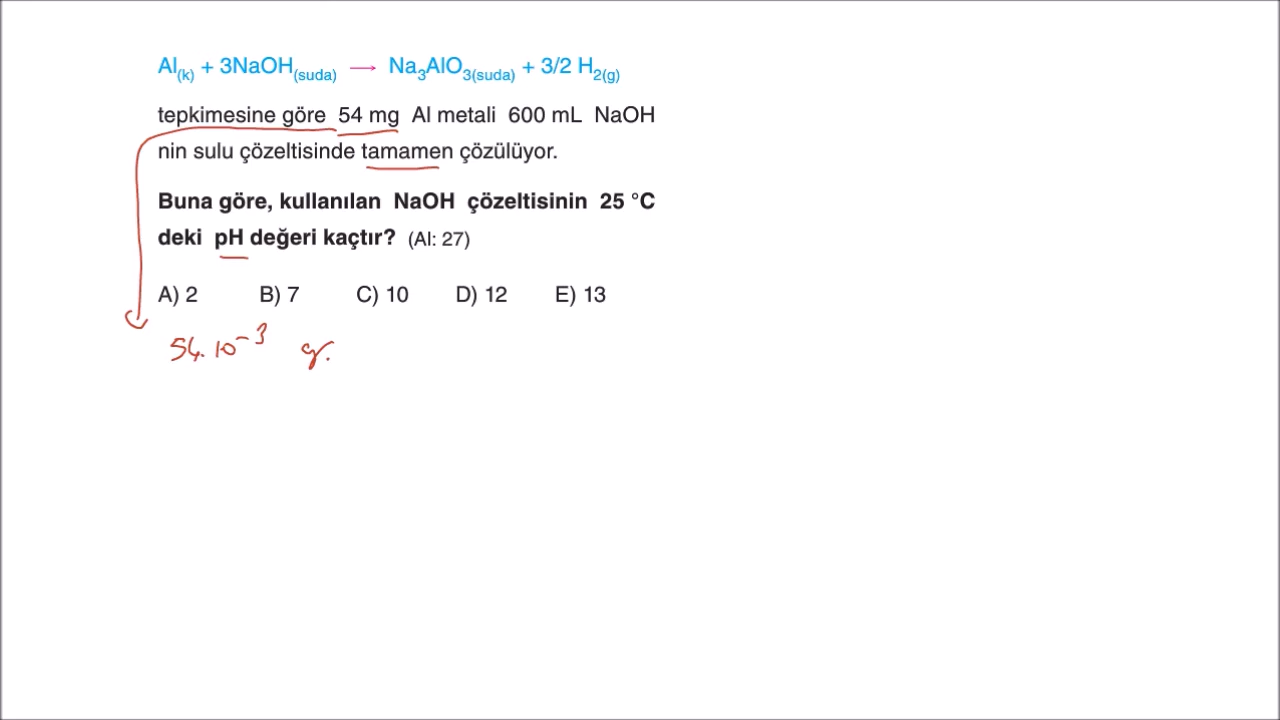 Al(k) + 3NaOH(suda) → Na3AlO3(suda) + 3/2 H2(g)
tepkimesine göre 54 mg Al metali 600 mL NaOH
nin sulu çözeltisinde tamamen çözülüyor.
Buna göre, kullanılan NaOH çözeltisinin 25 °C
deki pH değeri kaçtır? (Al: 27)
A) 2 B) 7 C) 10 D) 12 E) 13
54.10⁻³ gr.